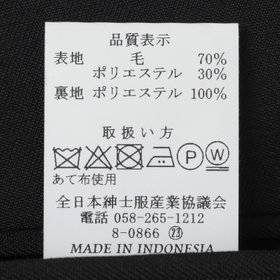 品質表示
表地 毛 70%
ポリエステル 30%
裏地 ポリエステル 100%
取扱い方
P W
あて布使用
全日本紳士服産業協議会
電話 058-265-1212
8-0866 ㉓
MADE IN INDONESIA